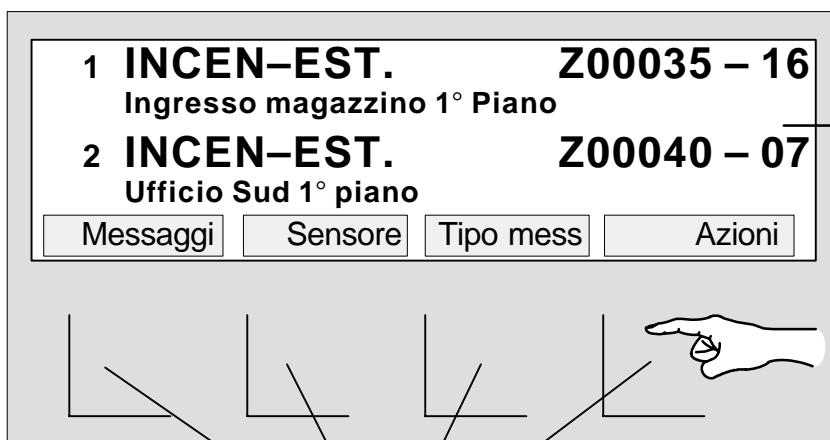 1 INCEN–EST. Z00035 – 16
Ingresso magazzino 1° Piano
2 INCEN–EST. Z00040 – 07
Ufficio Sud 1° piano
Messaggi Sensore Tipo mess Azioni